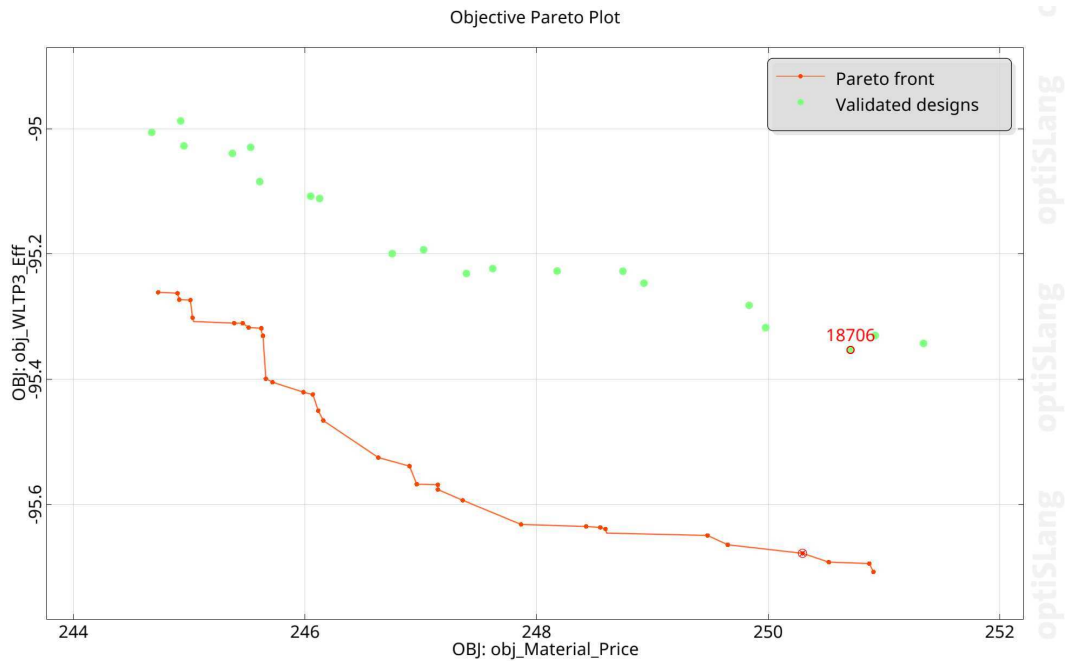 Objective Pareto Plot
Pareto front
Validated designs
OBJ: obj_WLTP3_Eff
-95
-95.2
-95.4
-95.6
18706
244
246
248
250
252
OBJ: obj_Material_Price
optiSLang
optiSLang
optiSLang
c